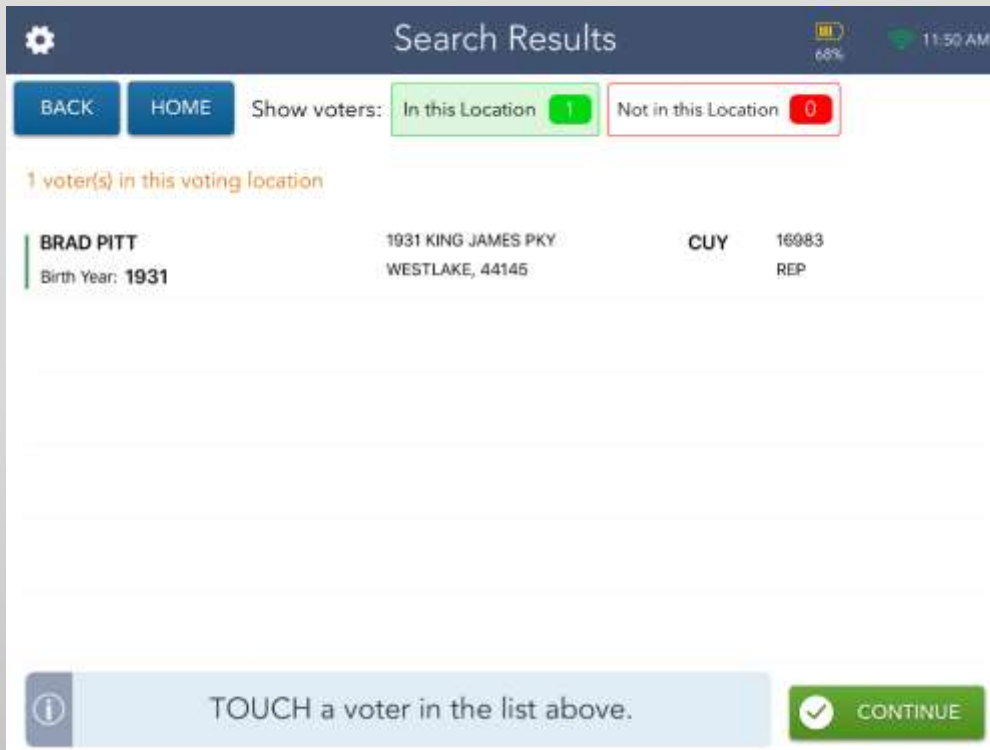 Search Results
68%
11:50 AM
BACK
HOME
Show voters:
In this Location 1
Not in this Location 0
1 voter(s) in this voting location
BRAD PITT
1931 KING JAMES PKY
CUY
16983
Birth Year: 1931
WESTLAKE, 44145
REP
TOUCH a voter in the list above.
CONTINUE